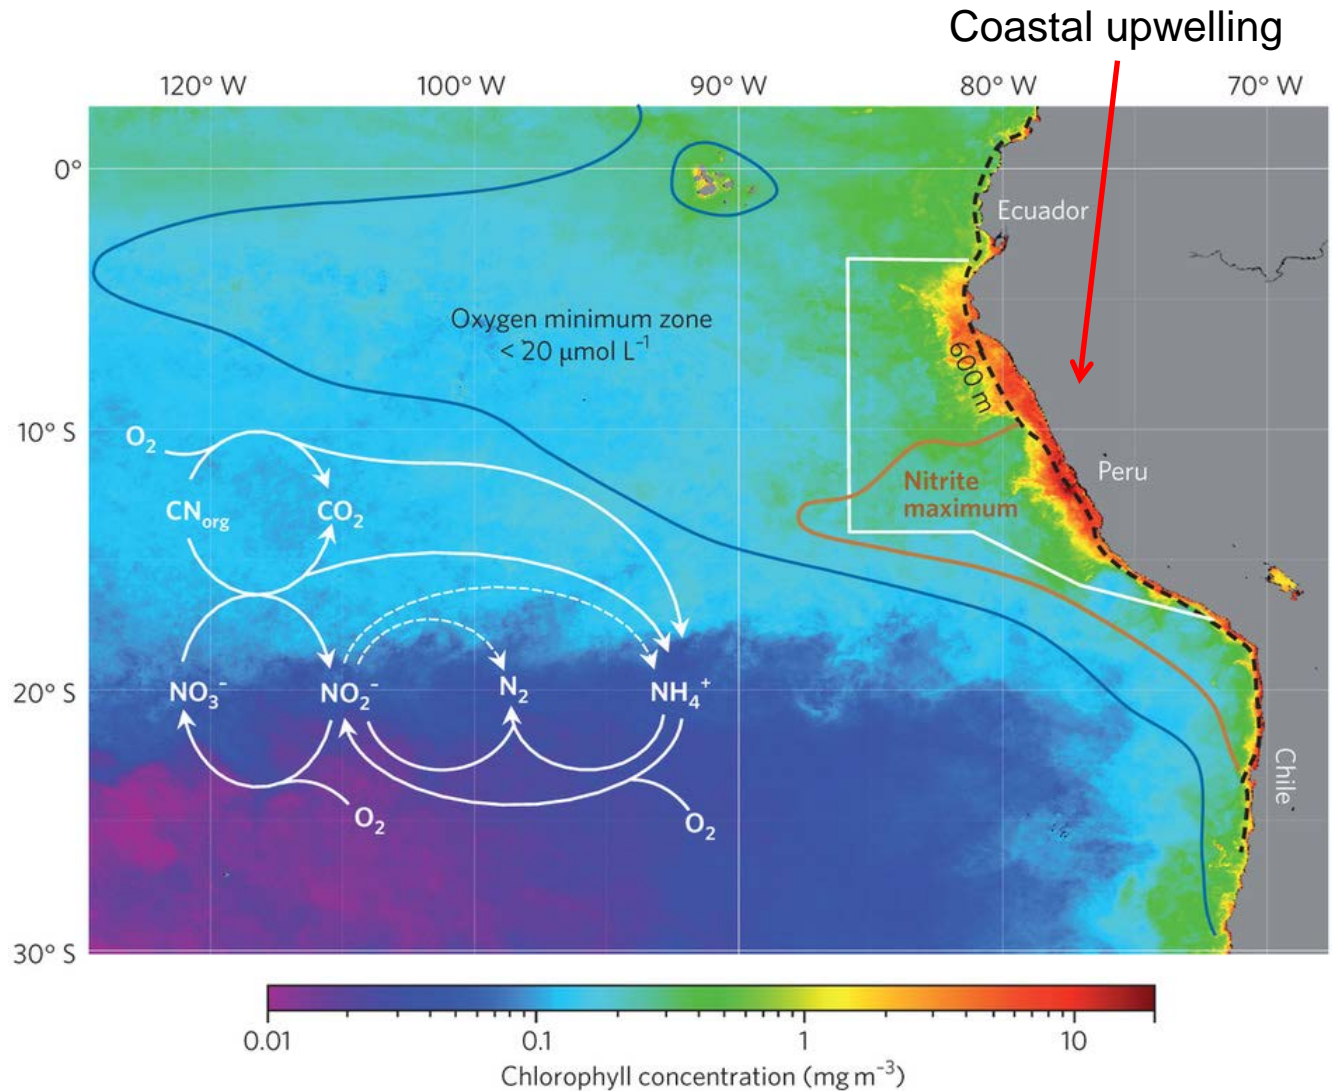 Coastal upwelling
120° W 100° W 90° W 80° W 70° W
0°
Ecuador
Oxygen minimum zone
< 20 μmol L⁻¹
600 m
10° S
O₂
Peru
Nitrite
maximum
CNorg CO₂
20° S
NO₃⁻ NO₂⁻ N₂ NH₄⁺
Chile
O₂ O₂
30° S
0.01 0.1 1 10
Chlorophyll concentration (mg m⁻³)